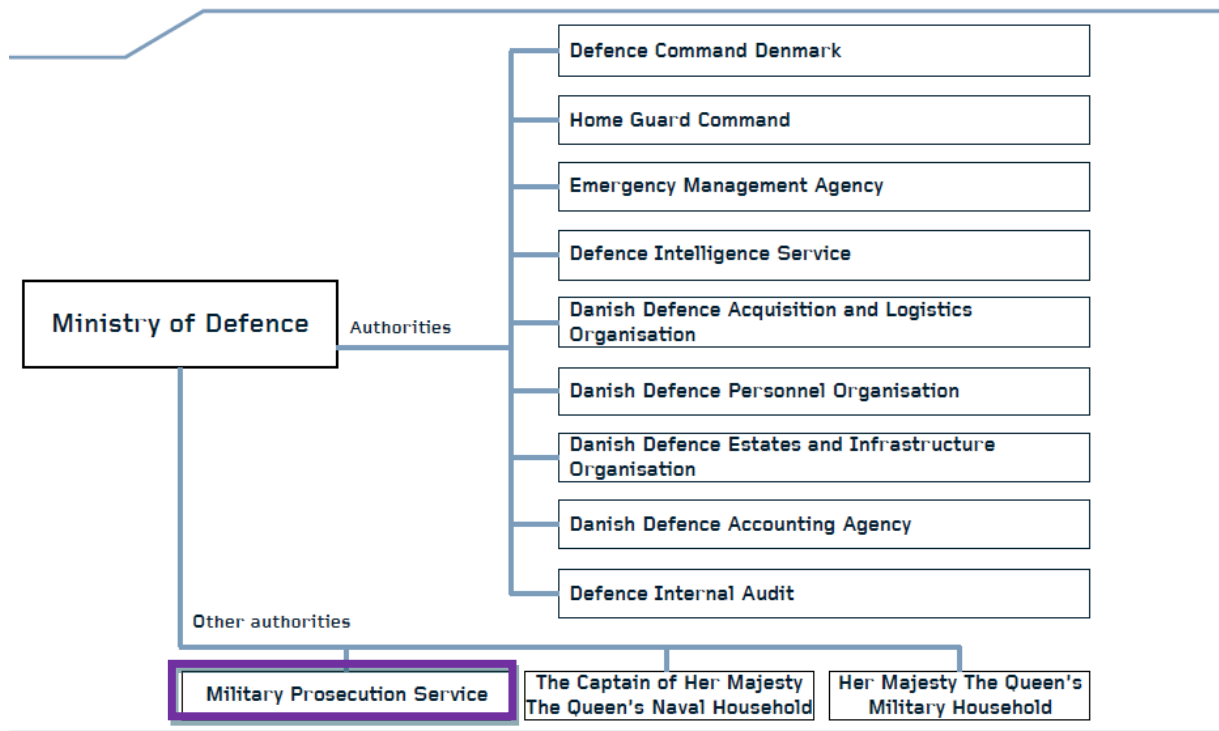 Defence Command Denmark
Home Guard Command
Emergency Management Agency
Defence Intelligence Service
Ministry of Defence
Authorities
Danish Defence Acquisition and Logistics
Organisation
Danish Defence Personnel Organisation
Danish Defence Estates and Infrastructure
Organisation
Danish Defence Accounting Agency
Defence Internal Audit
Other authorities
Military Prosecution Service
The Captain of Her Majesty
The Queen's Naval Household
Her Majesty The Queen's
Military Household